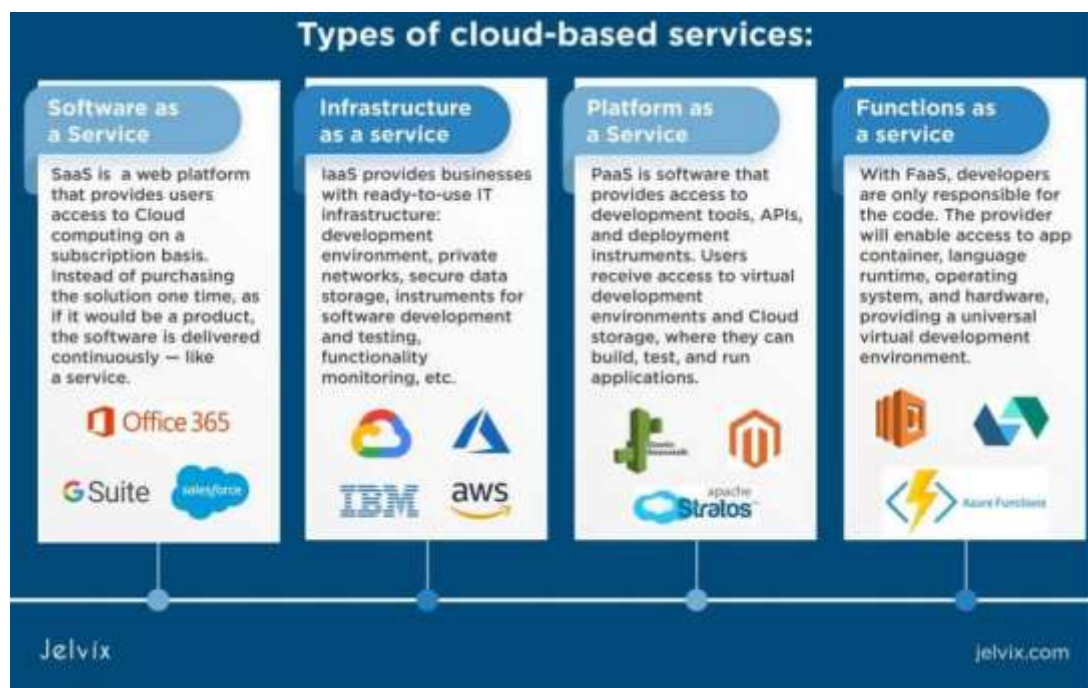 Types of cloud-based services:
Software as
a Service
SaaS is a web platform
that provides users
access to Cloud
computing on a
subscription basis.
Instead of purchasing
the solution one time, as
if it would be a product,
the software is delivered
continuously — like
a service.
Office 365
G Suite
salesforce
Infrastructure
as a service
IaaS provides businesses
with ready-to-use IT
infrastructure:
development
environment, private
networks, secure data
storage, instruments for
software development
and testing,
functionality
monitoring, etc.
IBM
aws
Platform as
a Service
PaaS is software that
provides access to
development tools, APIs,
and deployment
instruments. Users
receive access to virtual
development
environments and Cloud
storage, where they can
build, test, and run
applications.
apache
Stratos™
Functions as
a service
With FaaS, developers
are only responsible for
the code. The provider
will enable access to app
container, language
runtime, operating
system, and hardware,
providing a universal
virtual development
environment.
Azure Functions
Jelvix
jelvix.com